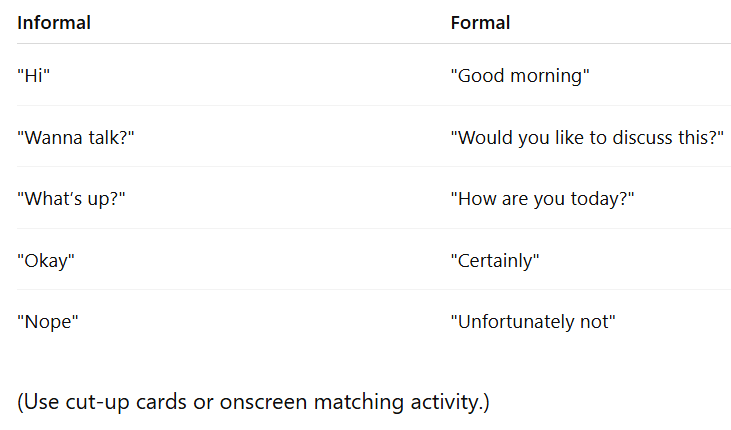 Informal Formal
"Hi" "Good morning"
"Wanna talk?" "Would you like to discuss this?"
"What's up?" "How are you today?"
"Okay" "Certainly"
"Nope" "Unfortunately not"
(Use cut-up cards or onscreen matching activity.)